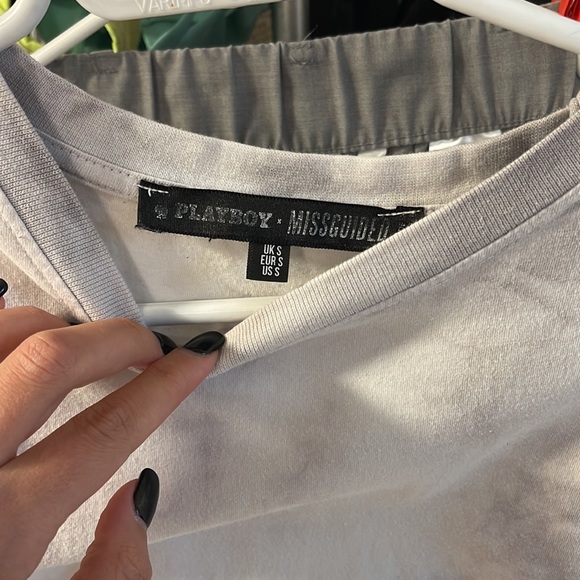 PLAYBOY × MISSGUIDED
UK S
EUR S
US S